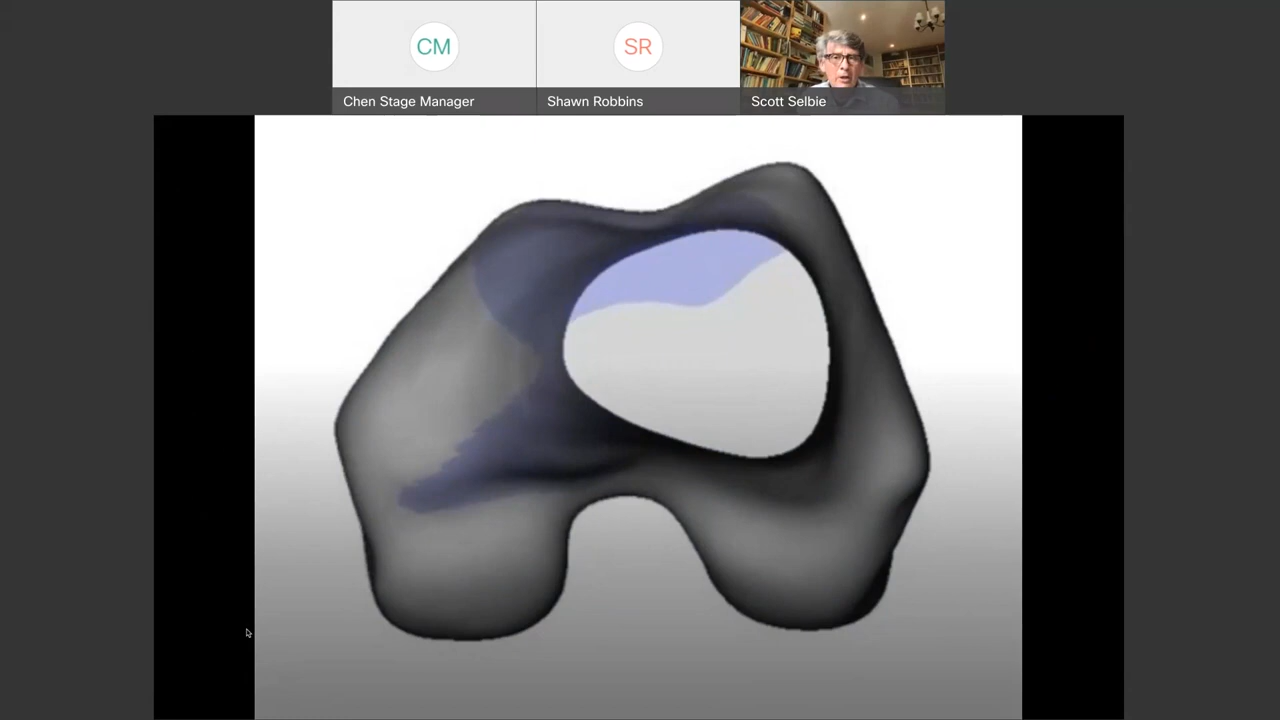 CM
SR
Chen Stage Manager
Shawn Robbins
Scott Selbie